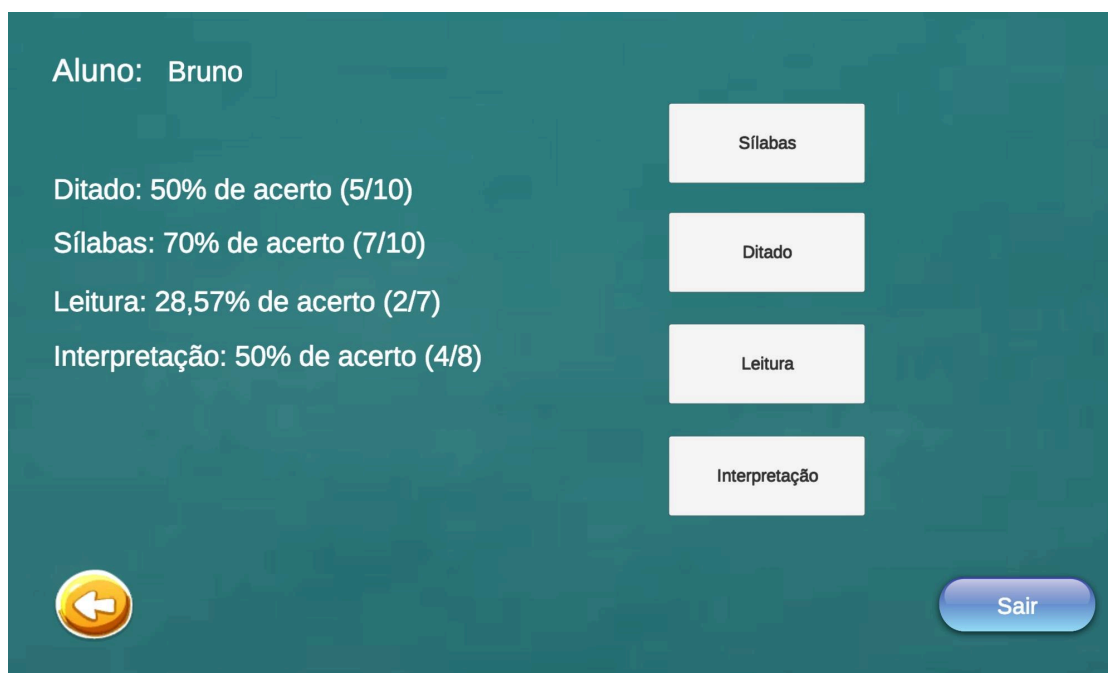 Aluno: Bruno
Ditado: 50% de acerto (5/10)
Sílabas: 70% de acerto (7/10)
Leitura: 28,57% de acerto (2/7)
Interpretação: 50% de acerto (4/8)
Sílabas
Ditado
Leitura
Interpretação
Sair